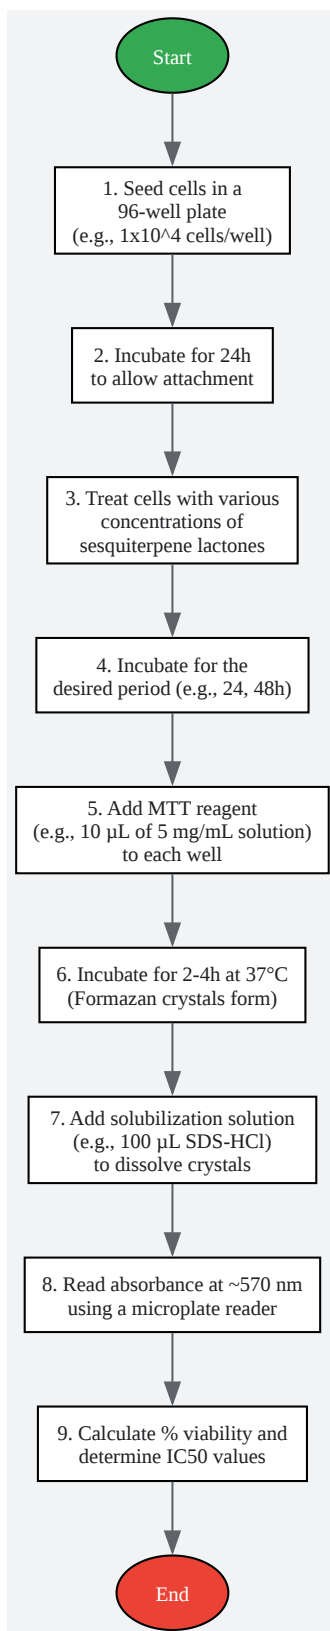 Start
1. Seed cells in a
96-well plate
(e.g., 1x10^4 cells/well)
2. Incubate for 24h
to allow attachment
3. Treat cells with various
concentrations of
sesquiterpene lactones
4. Incubate for the
desired period (e.g., 24, 48h)
5. Add MTT reagent
(e.g., 10 µL of 5 mg/mL solution)
to each well
6. Incubate for 2-4h at 37°C
(Formazan crystals form)
7. Add solubilization solution
(e.g., 100 µL SDS-HCl)
to dissolve crystals
8. Read absorbance at ~570 nm
using a microplate reader
9. Calculate % viability and
determine IC50 values
End